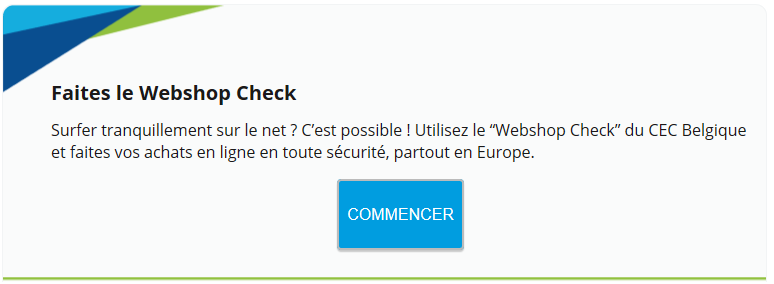 Faites le Webshop Check
Surfer tranquillement sur le net ? C’est possible ! Utilisez le “Webshop Check” du CEC Belgique
et faites vos achats en ligne en toute sécurité, partout en Europe.
COMMENCER